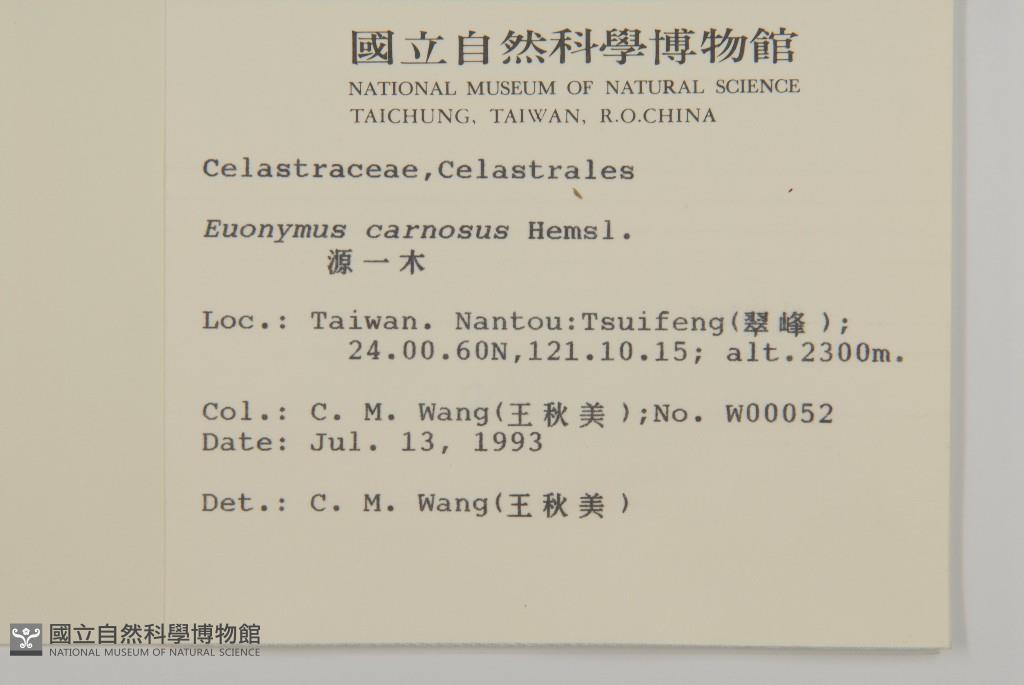 國立自然科學博物館
NATIONAL MUSEUM OF NATURAL SCIENCE
TAICHUNG, TAIWAN, R.O.CHINA
Celastraceae,Celastrales
Euonymus carnosus Hemsl.
源一木
Loc.: Taiwan. Nantou:Tsuifeng(翠峰);
24.00.60N,121.10.15; alt.2300m.
Col.: C. M. Wang(王秋美);No. W00052
Date: Jul. 13, 1993
Det.: C. M. Wang(王秋美)
國立自然科學博物館
NATIONAL MUSEUM OF NATURAL SCIENCE